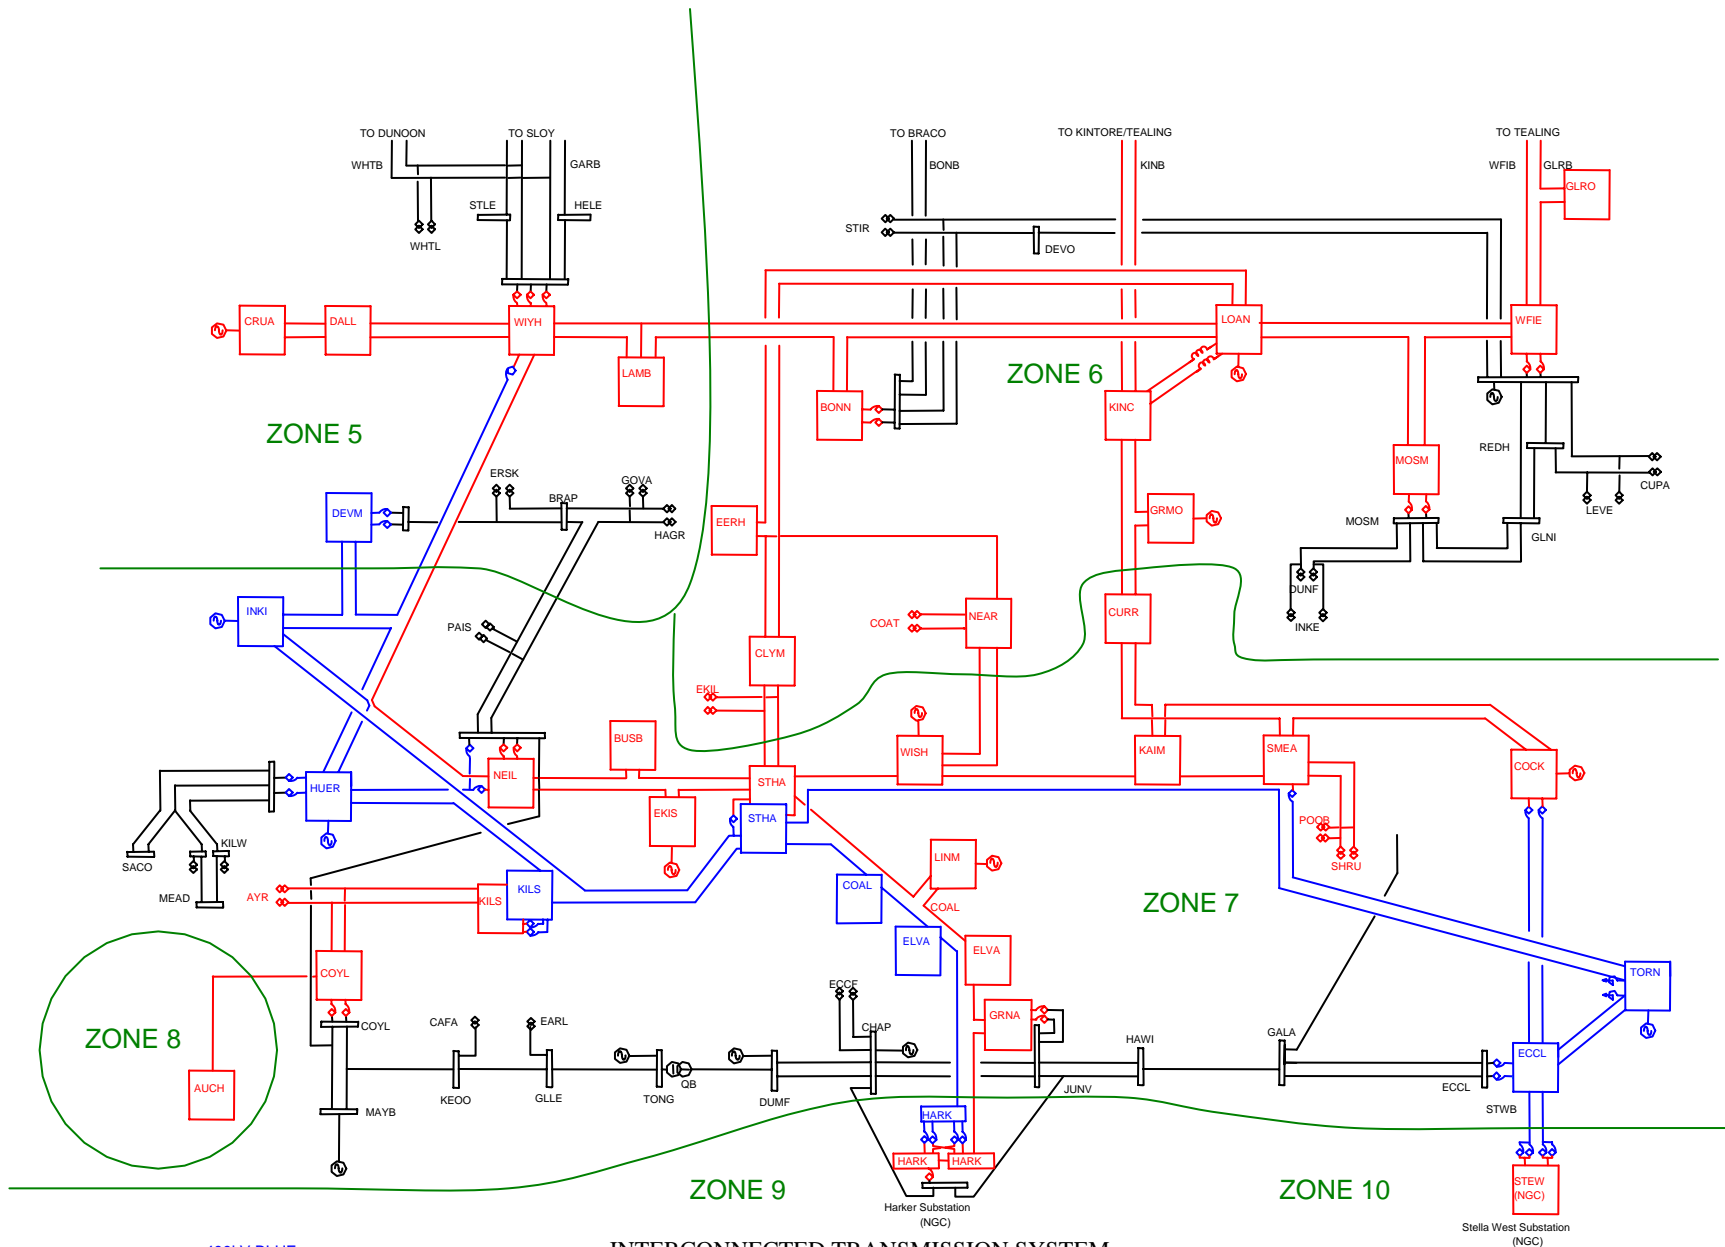 TO DUNOON
TO SLOY
TO BRACO
TO KINTORE/TEALING
TO TEALING
WHTB
GARB
BONB
KINB
WFIB
GLRB
GLRO
STLE
HELE
WHTL
STIR
DEVO
CRUA
DALL
WIYH
LAMB
LOAN
WFIE
ZONE 6
BONN
KINC
ZONE 5
REDH
MOSM
CUPA
LEVE
ERSK
BRAP
GOVA
HAGR
DEVM
EERH
GRMO
MOSM
GLNI
DUNF
INKE
INKI
PAIS
COAT
NEAR
CURR
CLYM
EKIL
BUSB
WISH
KAIM
SMEA
COCK
NEIL
STHA
HUER
EKIS
STHA
POOB
SHRU
SACO
KILW
MEAD
AYR
KILS
KILS
COAL
LINM
COAL
ZONE 7
ELVA
ELVA
COYL
TORN
ECCF
GRNA
CHAP
ZONE 8
COYL
CAFA
EARL
HAWI
GALA
ECCL
AUCH
MAYB
KEOO
GLLE
TONG
QB
DUMF
JUNV
ECCL
STWB
HARK
HARK
HARK
ZONE 9
ZONE 10
STEW
(NGC)
Harker Substation
(NGC)
Stella West Substation
(NGC)
INTERCONNECTED TRANSMISSION SYSTEM